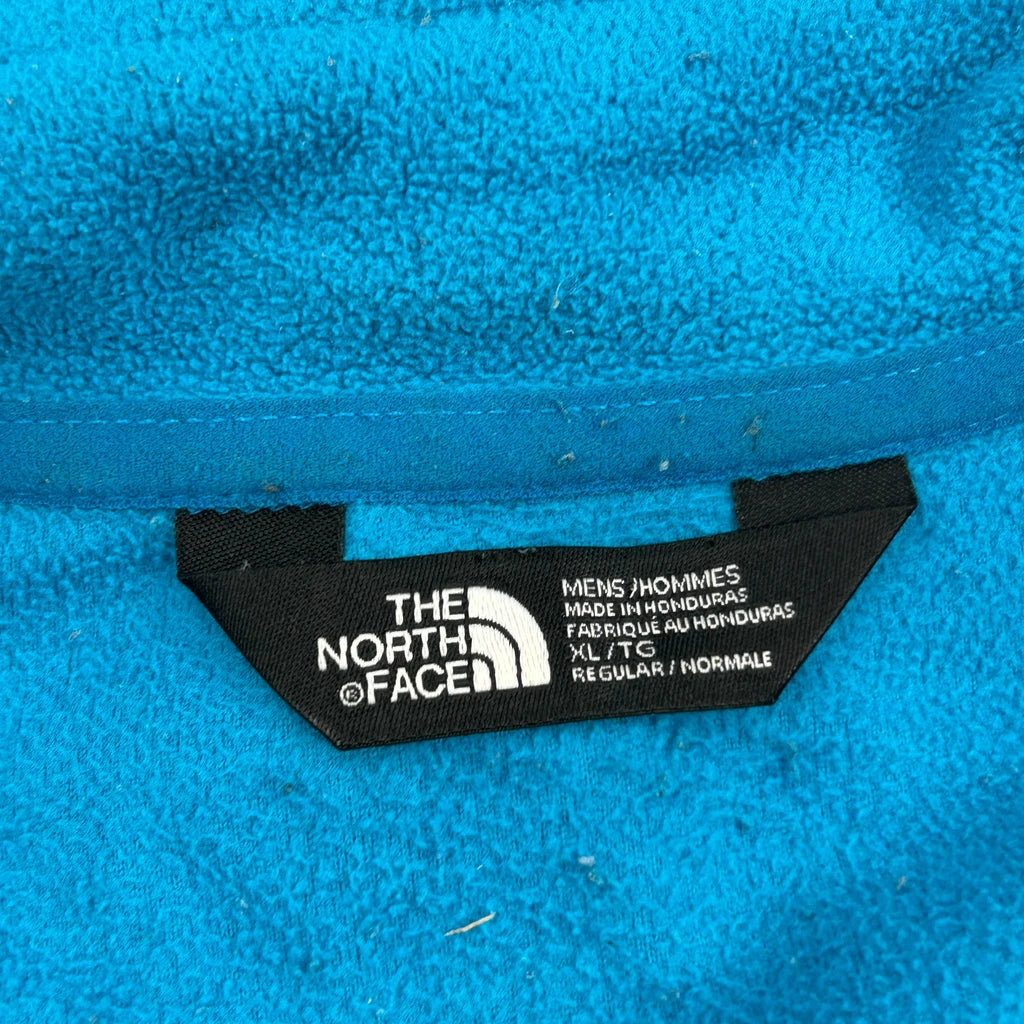 THE
NORTH
®FACE
MENS/HOMMES
MADE IN HONDURAS
FABRIQUÉ AU HONDURAS
XL/TG
REGULAR/NORMALE